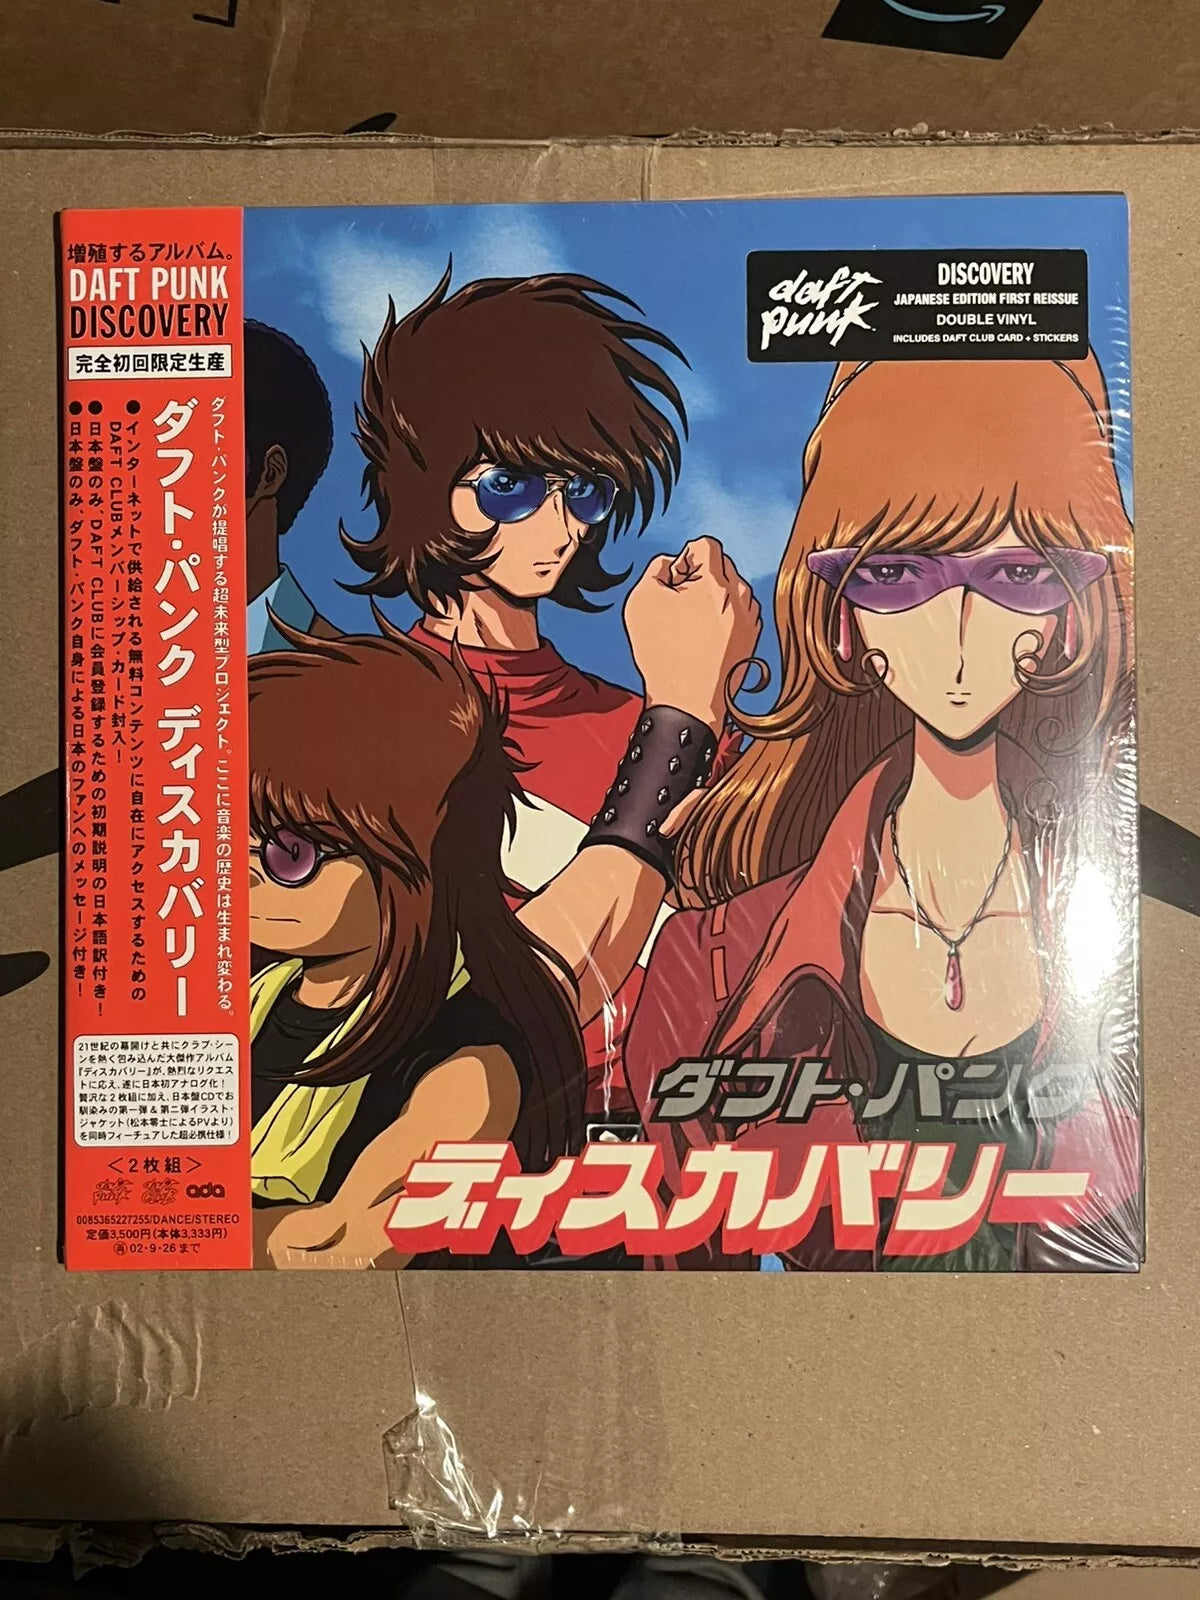 増殖するアルバム。
DAFT PUNK
DISCOVERY
完全初回限定生産
ダフト・パンクが提唱する超未来型プロジェクト。ここに音楽の歴史は生まれ変わる。
ダフト・パンク ディスカバリー
●インターネットで供給される無料コンテンツに自在にアクセスするための
DAFT CLUBメンバーシップ・カード封入!
●日本盤のみ、DAFT CLUBに会員登録するための初期説明の日本語訳付き!
●日本盤のみ、ダフト・パンク自身による日本のファンへのメッセージ付き!
21世紀の幕開けと共にクラブ・シー
ンを熱く包み込んだ大傑作アルバム
『ディスカバリー』が、熱烈なリクエス
トに応え、遂に日本初アナログ化!
贅沢な2枚組に加え、日本盤CDでお
馴染みの第一弾&第二弾イラスト・
ジャケット(松本零士によるPVより)
を同時フィーチュアした超必携仕様!
<2枚組>
daft punk
daft club
ada
0085365227255/DANCE/STEREO
定価3,500円(本体3,333円)
再02・9・26まで
daft
punk
DISCOVERY
JAPANESE EDITION FIRST REISSUE
DOUBLE VINYL
INCLUDES DAFT CLUB CARD + STICKERS
ダフト・パンク
ディスカバリー